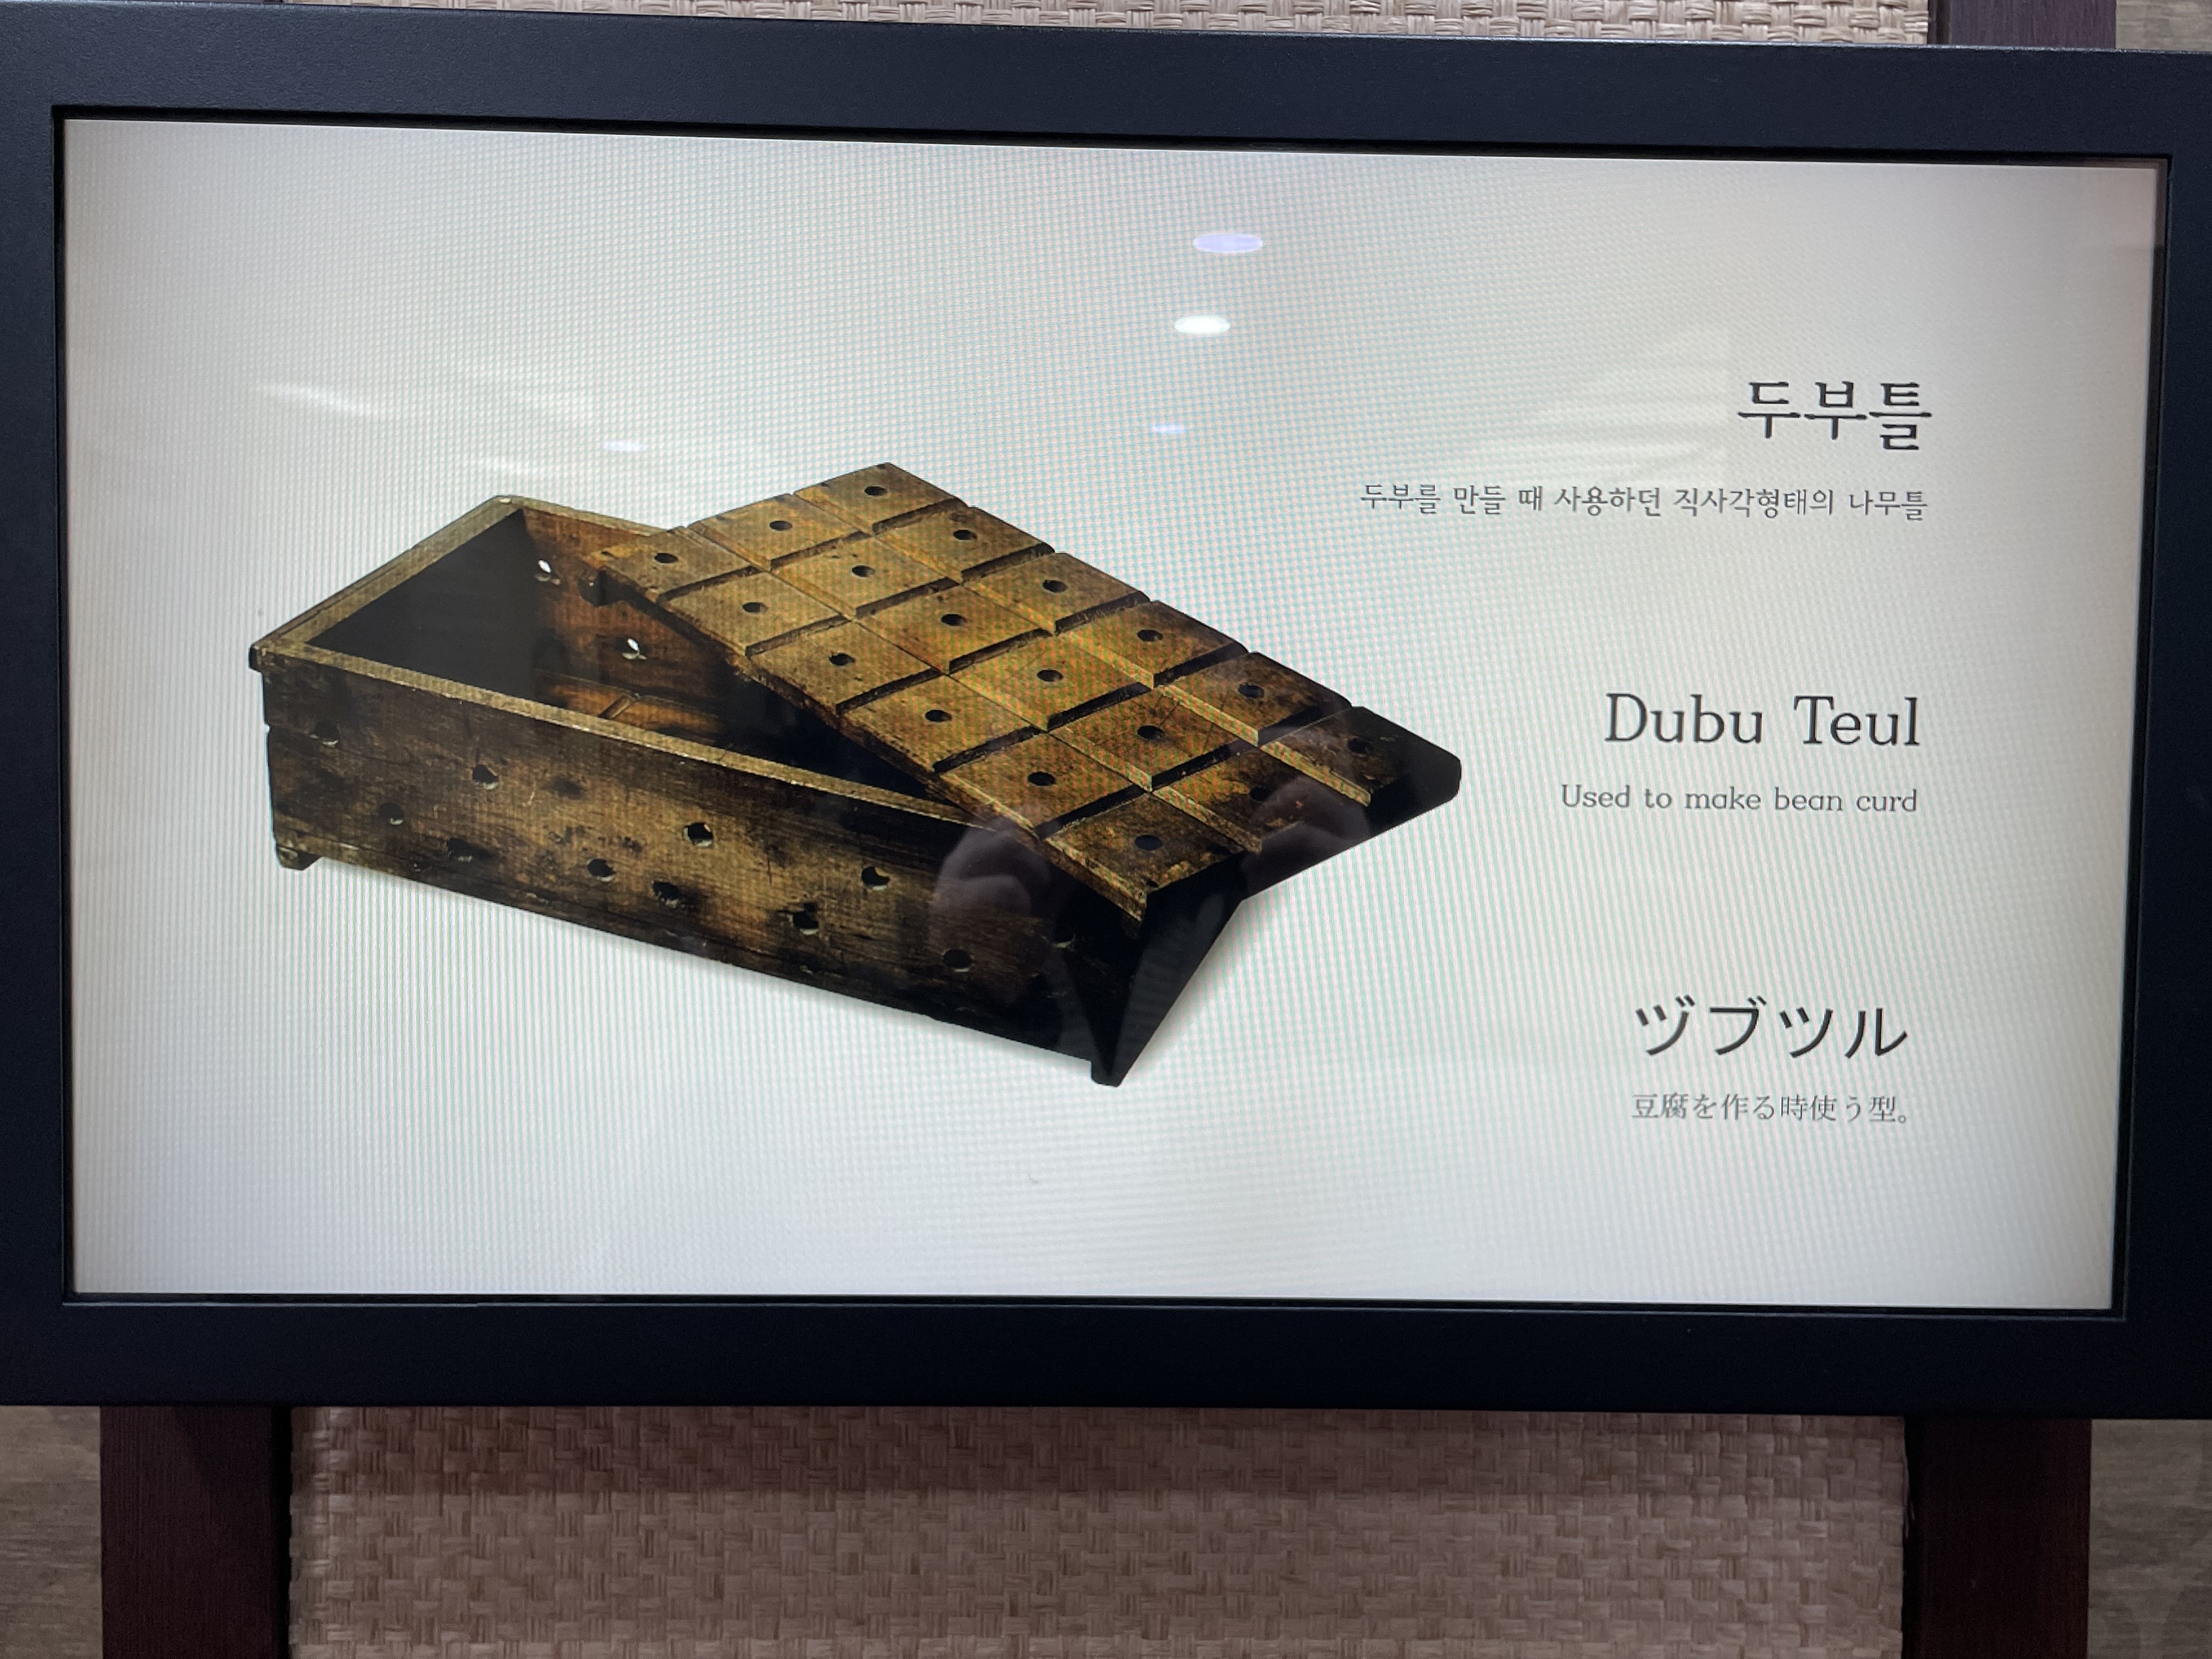 두부틀
두부를 만들 때 사용하던 직사각형태의 나무틀
Dubu Teul
Used to make bean curd
ヅブツル
豆腐を作る時使う型。